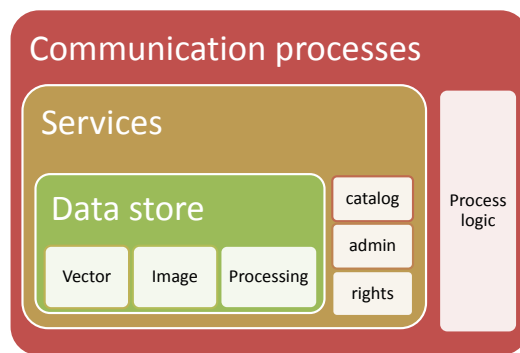 Communication processes
Services
Data store
Vector
Image
Processing
catalog
admin
rights
Process
logic